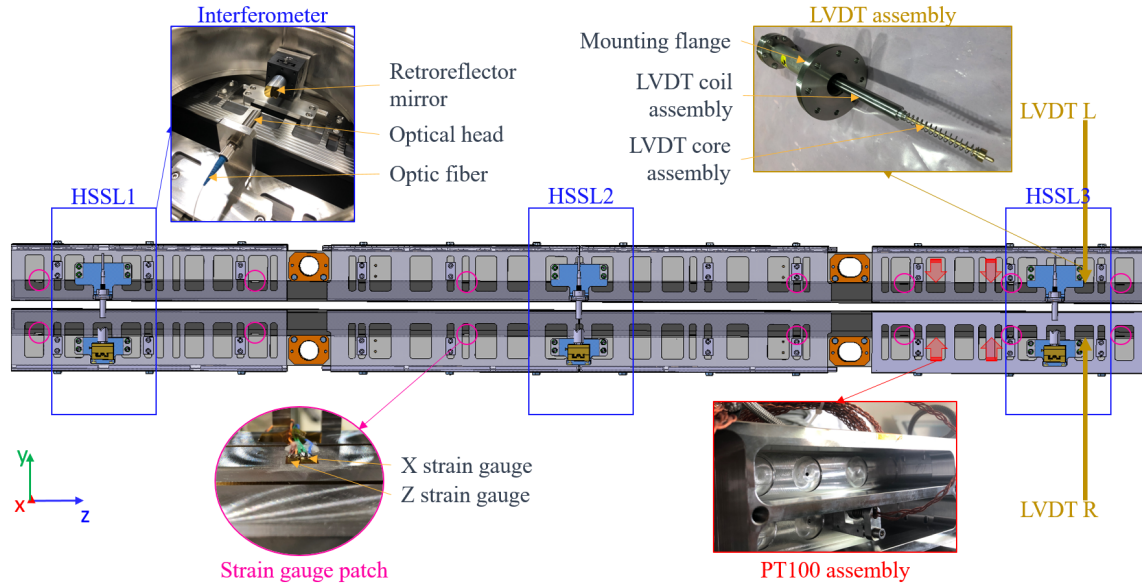 Interferometer
LVDT assembly
Mounting flange
Retroreflector
mirror
LVDT coil
assembly
Optical head
LVDT core
assembly
Optic fiber
LVDT L
HSSL1
HSSL2
HSSL3
X strain gauge
Z strain gauge
y
x
z
LVDT R
Strain gauge patch
PT100 assembly